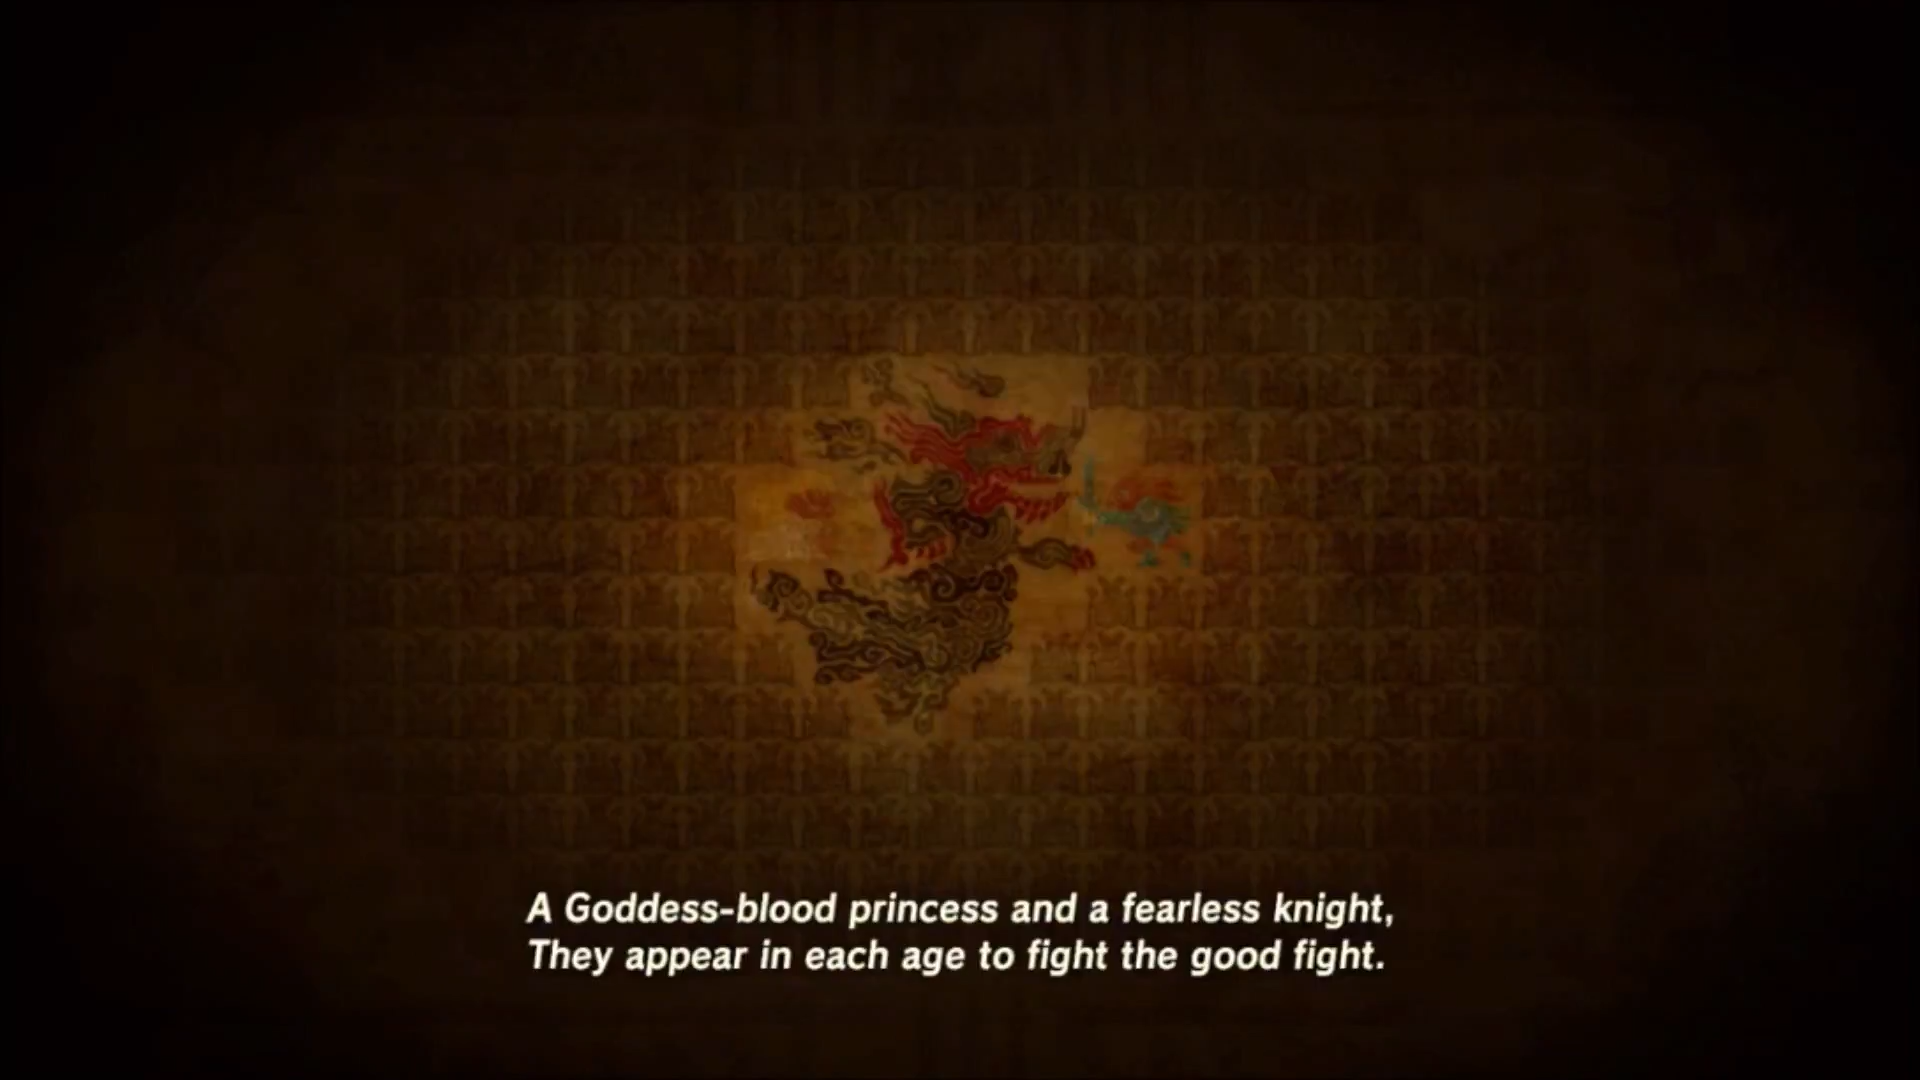 A Goddess-blood princess and a fearless knight,
They appear in each age to fight the good fight.